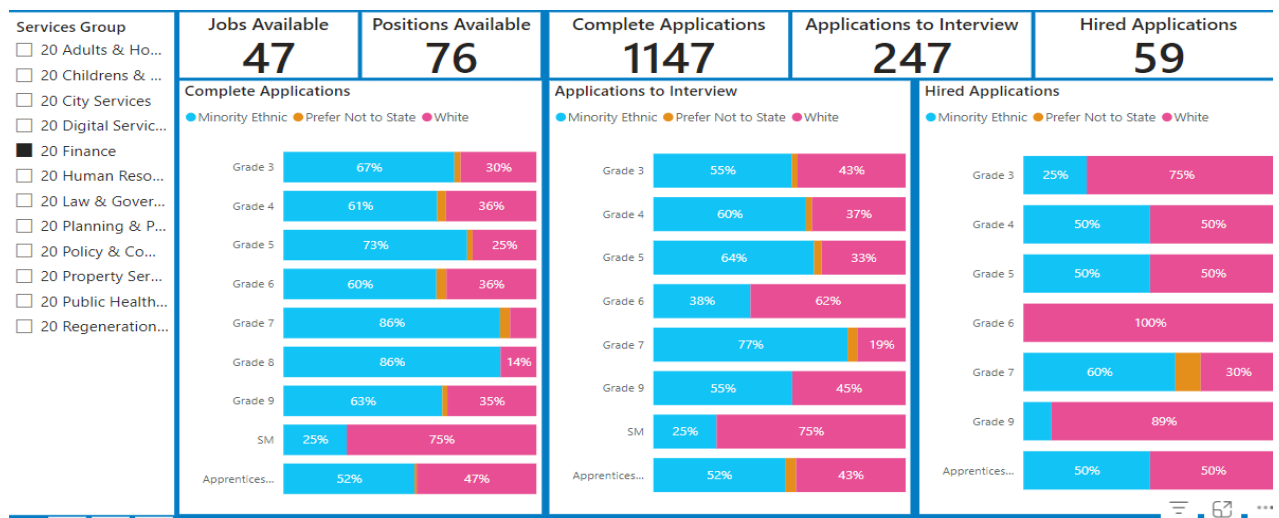 Services Group
20 Adults & Ho...
20 Childrens & ...
20 City Services
20 Digital Servic...
20 Finance
20 Human Reso...
20 Law & Gover...
20 Planning & P...
20 Policy & Co...
20 Property Ser...
20 Public Health...
20 Regeneration...
Jobs Available
47
Positions Available
76
Complete Applications
1147
Applications to Interview
247
Hired Applications
59
Complete Applications
Minority Ethnic Prefer Not to State White
Grade 3 67% 30%
Grade 4 61% 36%
Grade 5 73% 25%
Grade 6 60% 36%
Grade 7 86%
Grade 8 86% 14%
Grade 9 63% 35%
SM 25% 75%
Apprentices... 52% 47%
Applications to Interview
Minority Ethnic Prefer Not to State White
Grade 3 55% 43%
Grade 4 60% 37%
Grade 5 64% 33%
Grade 6 38% 62%
Grade 7 77% 19%
Grade 9 55% 45%
SM 25% 75%
Apprentices... 52% 43%
Hired Applications
Minority Ethnic Prefer Not to State White
Grade 3 25% 75%
Grade 4 50% 50%
Grade 5 50% 50%
Grade 6 100%
Grade 7 60% 30%
Grade 9 89%
Apprentices... 50% 50%